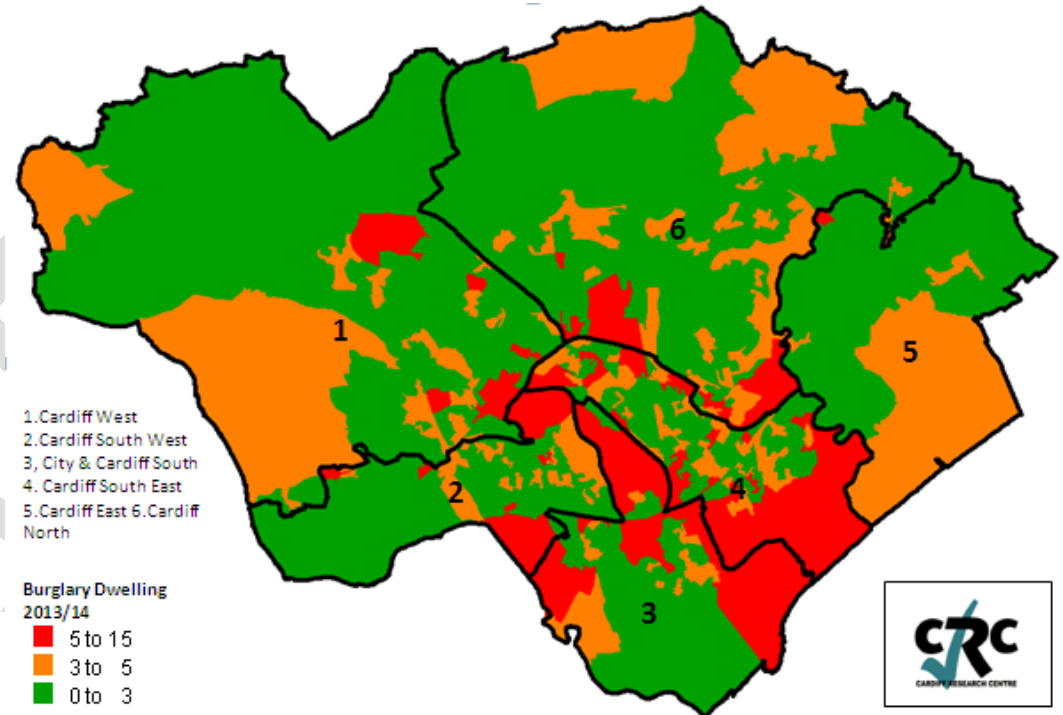 6
1
5
1.Cardiff West
2.Cardiff South West
3, City & Cardiff South
4. Cardiff South East
5.Cardiff East 6.Cardiff
North
2
4
3
Burglary Dwelling
2013/14
5 to 15
3 to 5
0 to 3
CRC
CARDIFF RESEARCH CENTRE